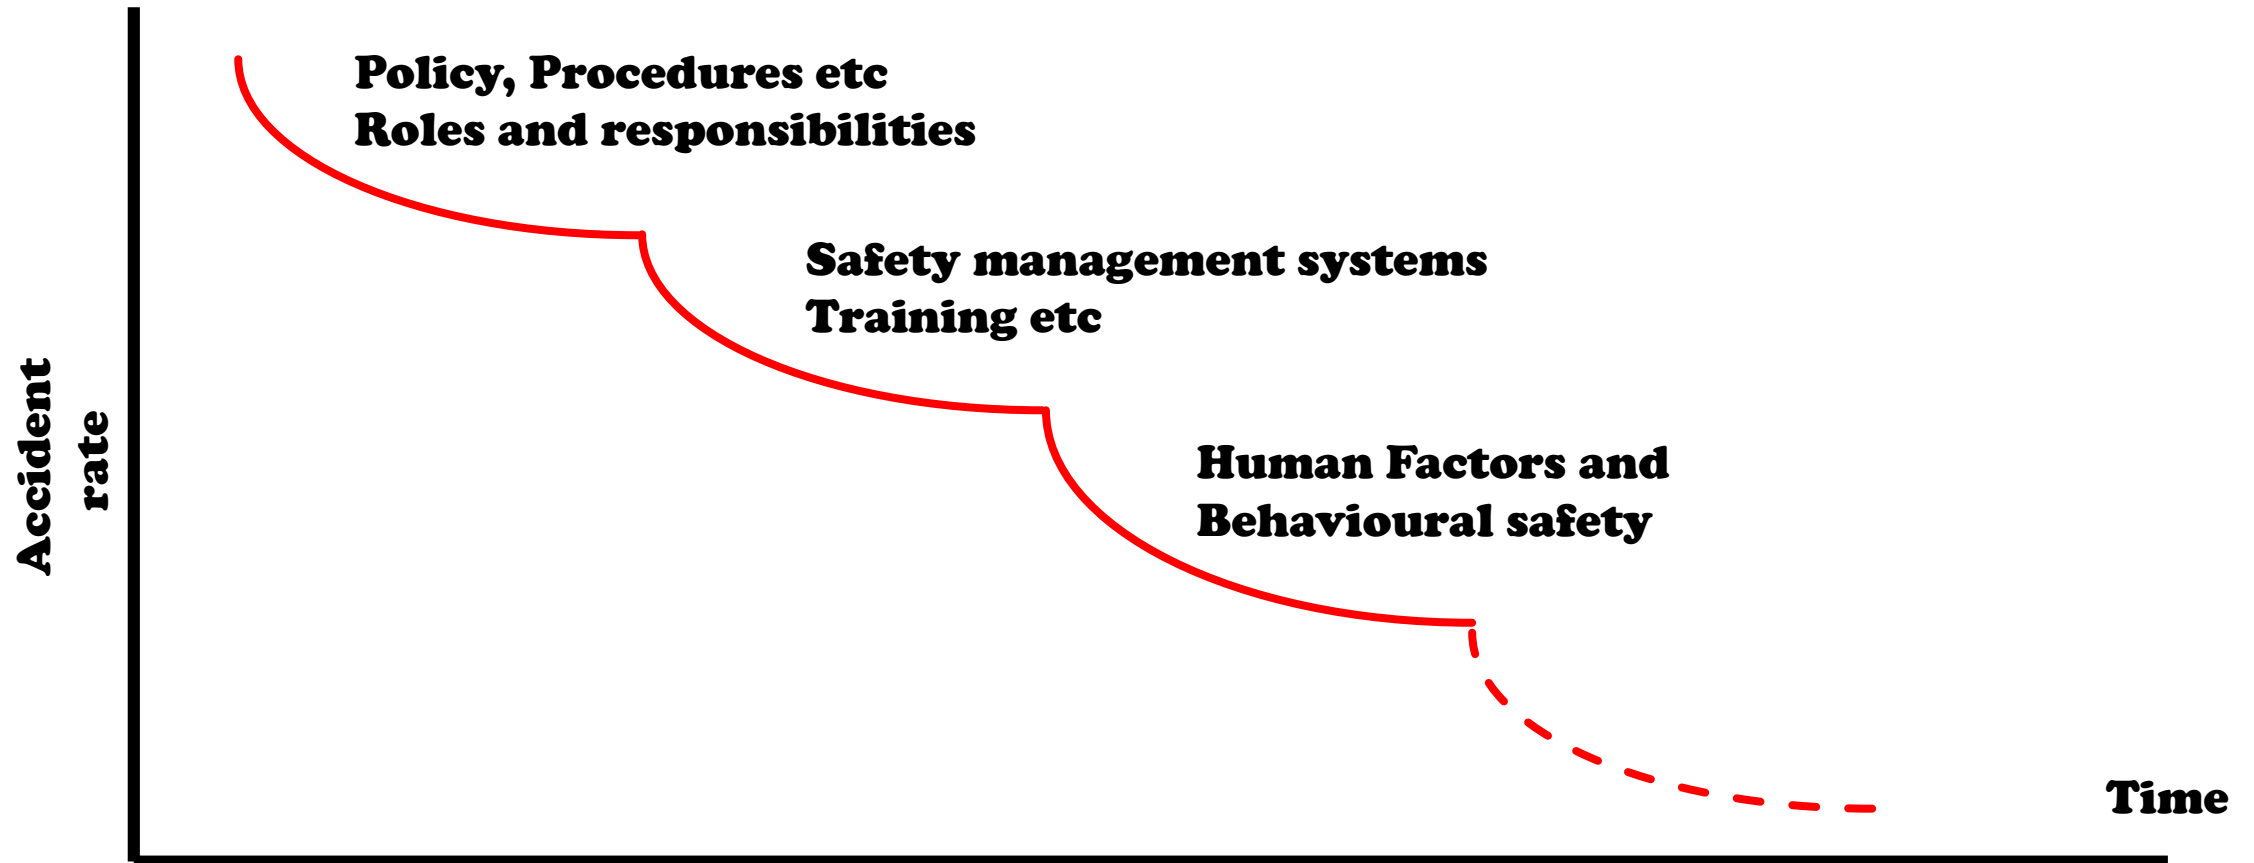 Policy, Procedures etc
Roles and responsibilities
Safety management systems
Training etc
Accident
rate
Human Factors and
Behavioural safety
Time